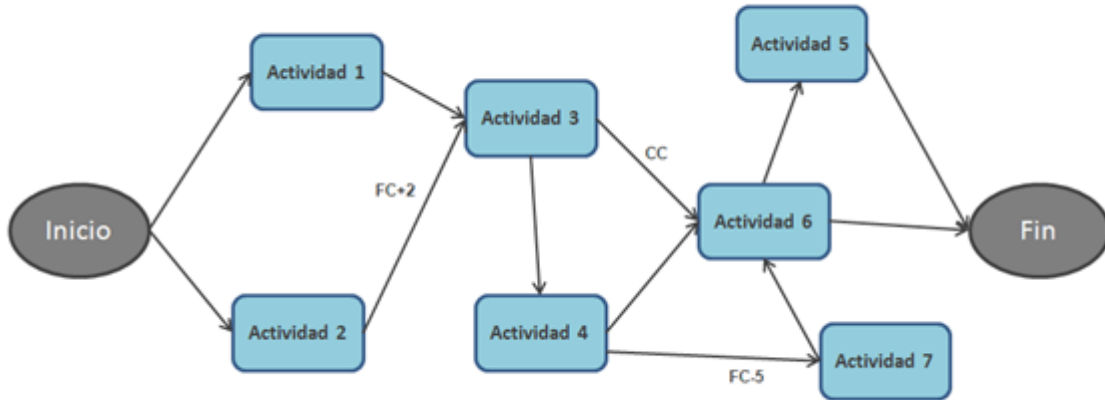 Actividad 5
Actividad 1
Actividad 3
CC
FC+2
Inicio
Actividad 6
Fin
Actividad 2
Actividad 4
Actividad 7
FC-5